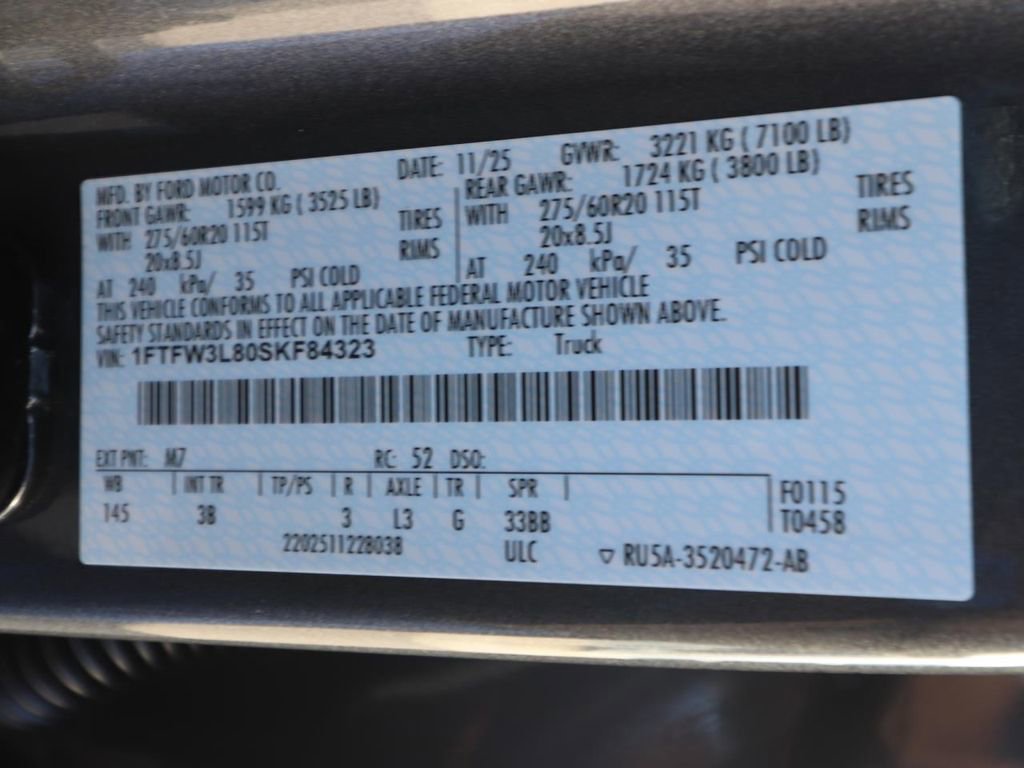 MFD. BY FORD MOTOR CO. DATE: 11/25 GVWR: 3221 KG ( 7100 LB)
FRONT GAWR: 1599 KG ( 3525 LB) REAR GAWR: 1724 KG ( 3800 LB)
WITH 275/60R20 115T TIRES WITH 275/60R20 115T TIRES
20x8.5J RIMS 20x8.5J RIMS
AT 240 kPa/ 35 PSI COLD AT 240 kPa/ 35 PSI COLD
THIS VEHICLE CONFORMS TO ALL APPLICABLE FEDERAL MOTOR VEHICLE
SAFETY STANDARDS IN EFFECT ON THE DATE OF MANUFACTURE SHOWN ABOVE.
VIN: 1FTFW3L80SKF84323 TYPE: Truck
EXT PNT: M7 RC: 52 DSO:
WB INT TR TP/PS R AXLE TR SPR F0115
145 3B 3 L3 G 33BB T0458
2202511228038 ULC ▽ RU5A-3520472-AB